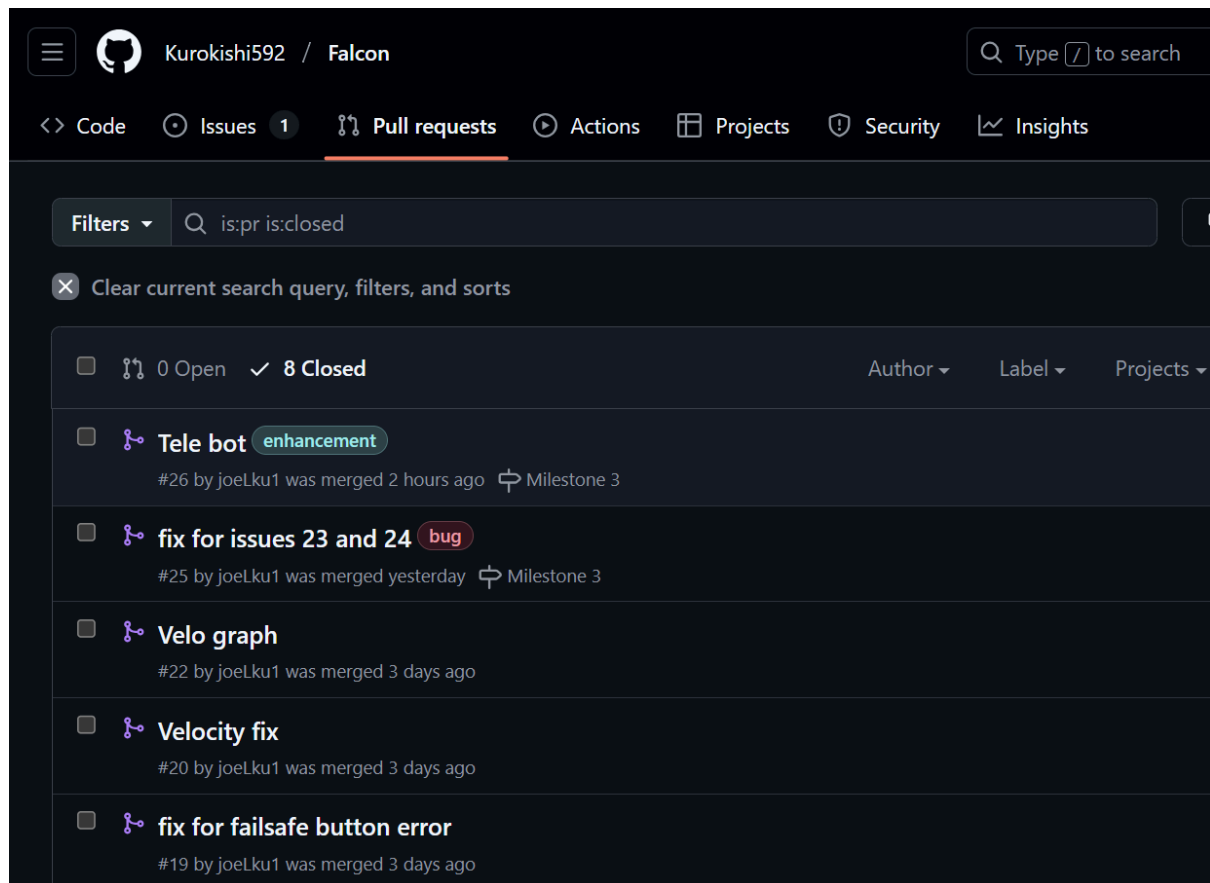 Kurokishi592 / Falcon
Type / to search
Code Issues 1 Pull requests Actions Projects Security Insights
Filters is:pr is:closed
Clear current search query, filters, and sorts
0 Open 8 Closed Author Label Projects
Tele bot enhancement
#26 by joeLku1 was merged 2 hours ago Milestone 3
fix for issues 23 and 24 bug
#25 by joeLku1 was merged yesterday Milestone 3
Velo graph
#22 by joeLku1 was merged 3 days ago
Velocity fix
#20 by joeLku1 was merged 3 days ago
fix for failsafe button error
#19 by joeLku1 was merged 3 days ago